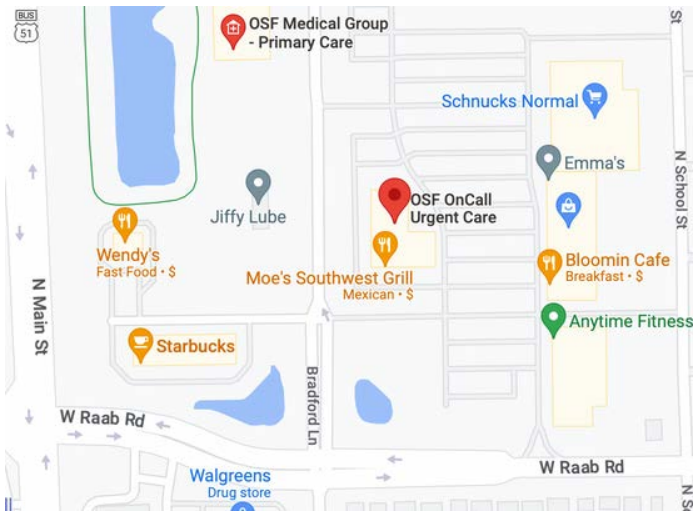 BUS
51
OSF Medical Group
- Primary Care
St
Schnucks Normal
Emma's
N School St
OSF OnCall
Urgent Care
Jiffy Lube
Wendy's
Fast Food • $
Moe's Southwest Grill
Mexican • $
Bloomin Cafe
Breakfast • $
N Main St
Anytime Fitness
Starbucks
Bradford Ln
W Raab Rd
W Raab Rd
Walgreens
Drug store
N Sc